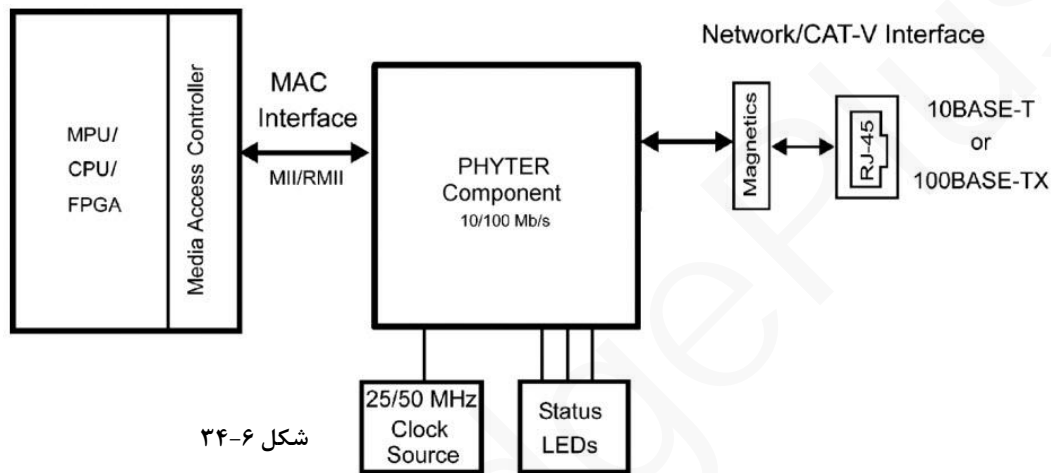 MPU/
CPU/
FPGA
Media Access Controller
MAC
Interface
MII/RMII
PHYTER
Component
10/100 Mb/s
Network/CAT-V Interface
Magnetics
RJ-45
10BASE-T
or
100BASE-TX
25/50 MHz
Clock
Source
Status
LEDs
شکل ۶-۳۴